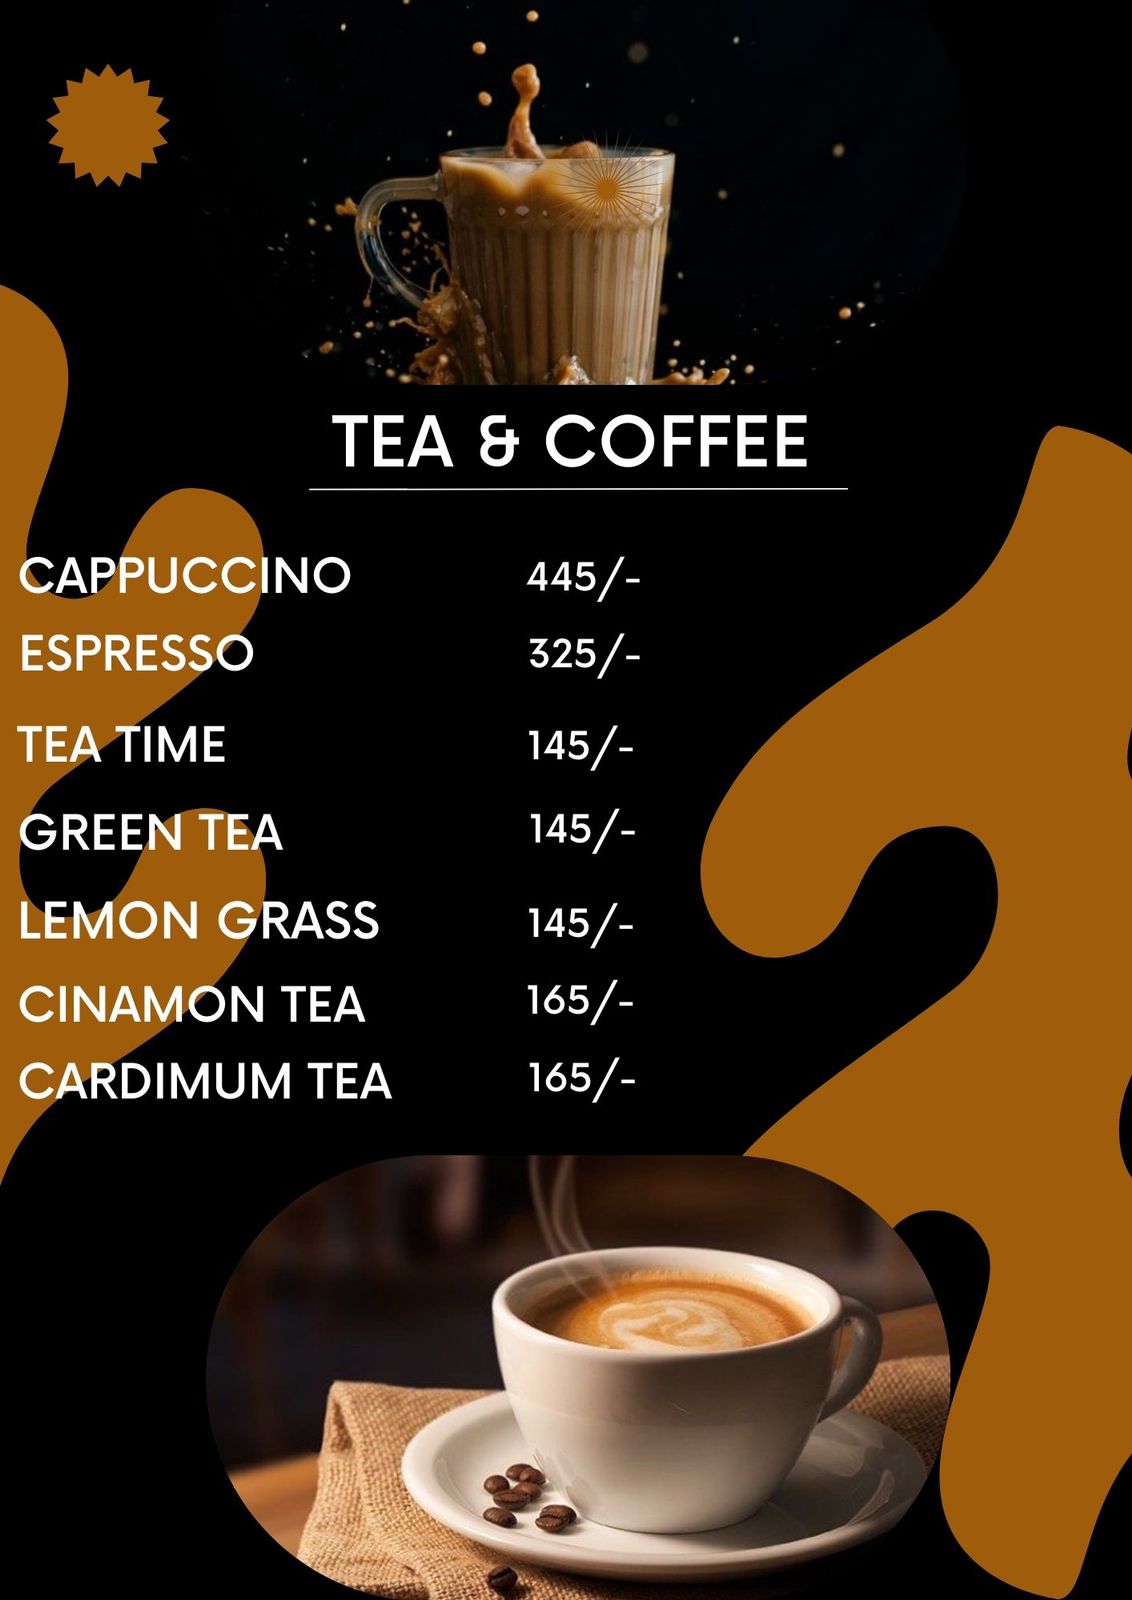 TEA & COFFEE
CAPPUCCINO 445/-
ESPRESSO 325/-
TEA TIME 145/-
GREEN TEA 145/-
LEMON GRASS 145/-
CINAMON TEA 165/-
CARDIMUM TEA 165/-